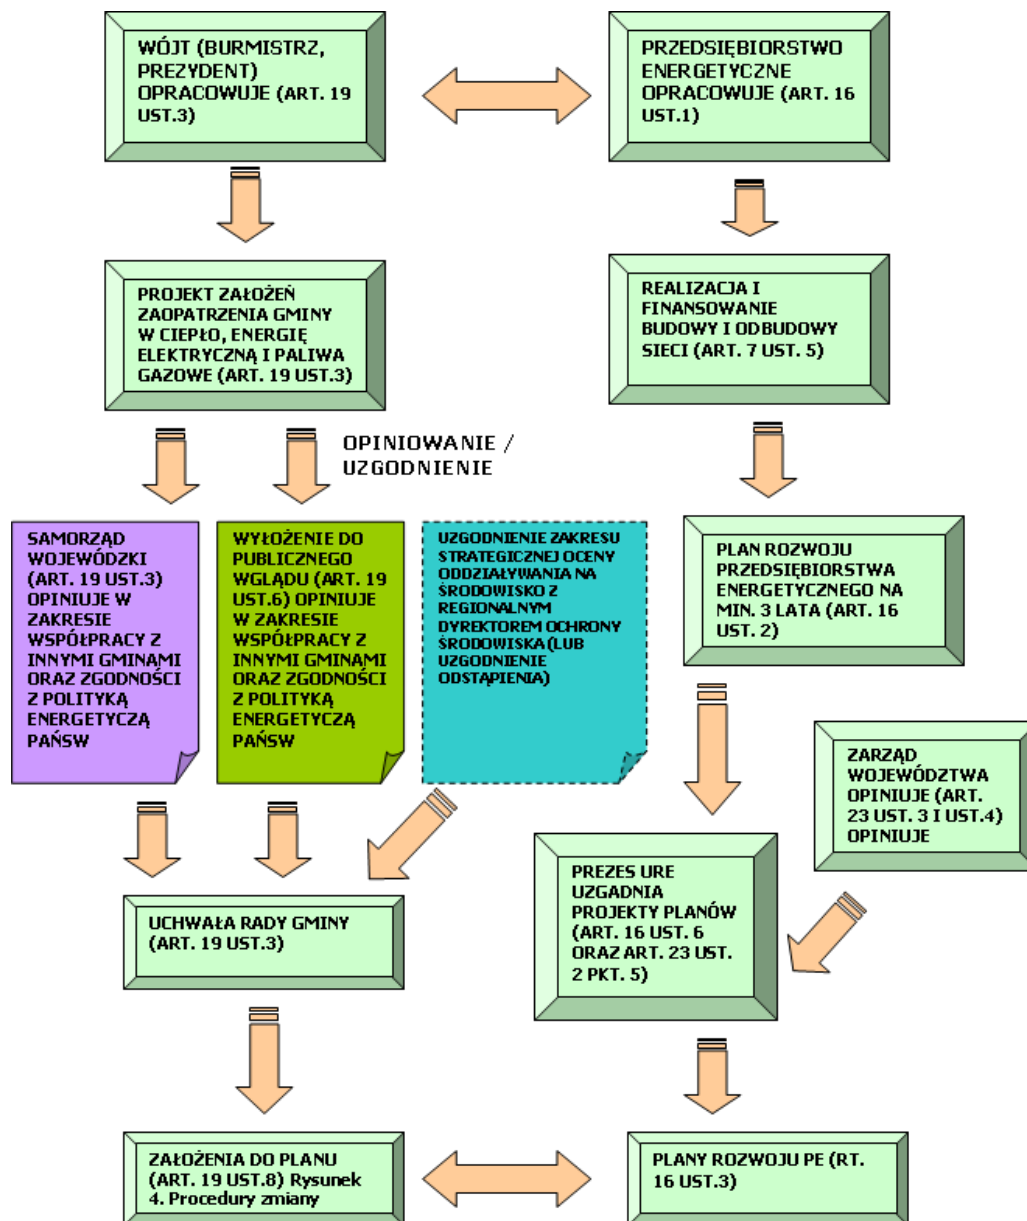 WÓJT (BURMISTRZ,
PREZYDENT)
OPRACOWUJE (ART. 19
UST.3)
PRZEDSIĘBIORSTWO
ENERGETYCZNE
OPRACOWUJE (ART. 16
UST.1)
PROJEKT ZAŁOŻEŃ
ZAOPATRZENIA GMINY
W CIEPŁO, ENERGIĘ
ELEKTRYCZNĄ I PALIWA
GAZOWE (ART. 19 UST.3)
REALIZACJA I
FINANSOWANIE
BUDOWY I ODBUDOWY
SIECI (ART. 7 UST. 5)
OPINIOWANIE /
UZGODNIENIE
SAMORZĄD
WOJEWÓDZKI
(ART. 19 UST.3)
OPINIUJE W
ZAKRESIE
WSPÓŁPRACY Z
INNYMI GMINAMI
ORAZ ZGODNOŚCI
Z POLITYKĄ
ENERGETYCZĄ
PAŃSW
WYŁOŻENIE DO
PUBLICZNEGO
WGLĄDU (ART. 19
UST.6) OPINIUJE
W ZAKRESIE
WSPÓŁPRACY Z
INNYMI GMINAMI
ORAZ ZGODNOŚCI
Z POLITYKĄ
ENERGETYCZĄ
PAŃSW
UZGODNIENIE ZAKRESU
STRATEGICZNEJ OCENY
ODDZIAŁYWANIA NA
ŚRODOWISKO Z
REGIONALNYM
DYREKTOREM OCHRONY
ŚRODOWISKA (LUB
UZGODNIENIE
ODSTĄPIENIA)
PLAN ROZWOJU
PRZEDSIĘBIORSTWA
ENERGETYCZNEGO NA
MIN. 3 LATA (ART. 16
UST. 2)
ZARZĄD
WOJEWÓDZTWA
OPINIUJE (ART.
23 UST. 3 I UST.4)
OPINIUJE
UCHWAŁA RADY GMINY
(ART. 19 UST.3)
PREZES URE
UZGADNIA
PROJEKTY PLANÓW
(ART. 16 UST. 6
ORAZ ART. 23 UST.
2 PKT. 5)
ZAŁOŻENIA DO PLANU
(ART. 19 UST.8) Rysunek
4. Procedury zmiany
PLANY ROZWOJU PE (RT.
16 UST.3)